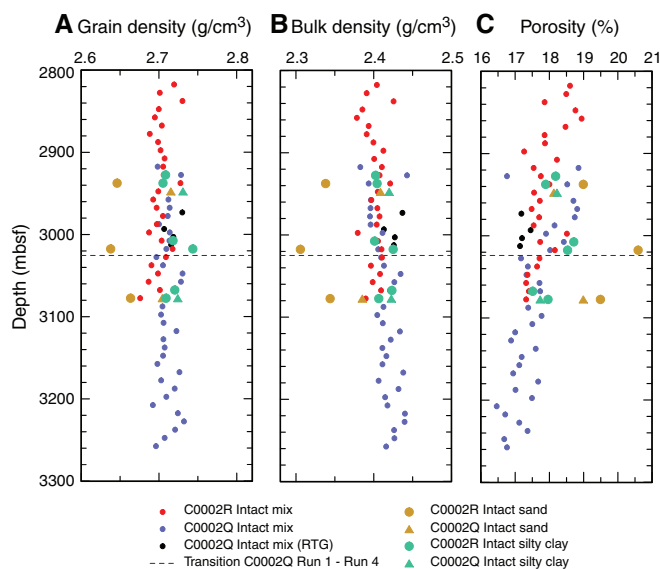 A Grain density (g/cm³) B Bulk density (g/cm³) C Porosity (%)
2.6 2.7 2.8 2.3 2.4 2.5 16 17 18 19 20 21
2800
2900
3000
3100
3200
3300
Depth (mbsf)
C0002R Intact mix
C0002Q Intact mix
C0002Q Intact mix (RTG)
Transition C0002Q Run 1 - Run 4
C0002R Intact sand
C0002Q Intact sand
C0002R Intact silty clay
C0002Q Intact silty clay